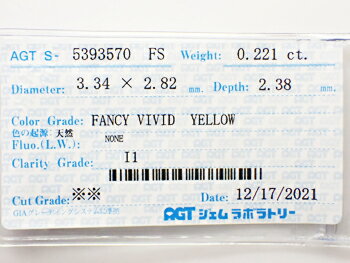 AGT S- 5393570 FS Weight: 0.221 ct.
Diameter: 3.34 × 2.82 mm. Depth: 2.38 mm.
Color Grade: FANCY VIVID YELLOW
色の起源: 天然
Fluo.(L.W.): NONE
Clarity Grade: I1
Cut Grade: ※※ Date: 12/17/2021
GIAグレーディングシステムに準拠
AGT ジェムラボラトリー